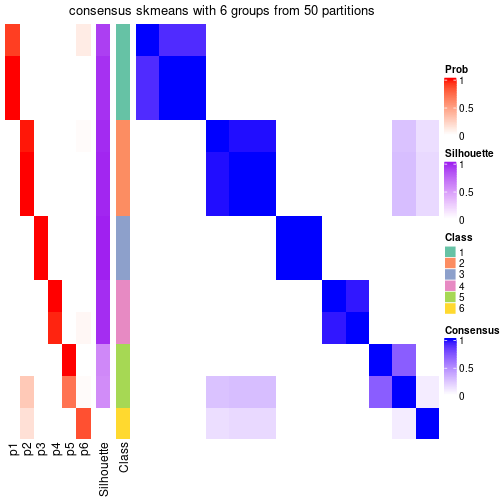 consensus skmeans with 6 groups from 50 partitions
Prob
1
0.5
0
Silhouette
1
0.5
0
Class
1
2
3
4
5
6
Consensus
1
0.5
0
p1
p2
p3
p4
p5
p6
Silhouette
Class